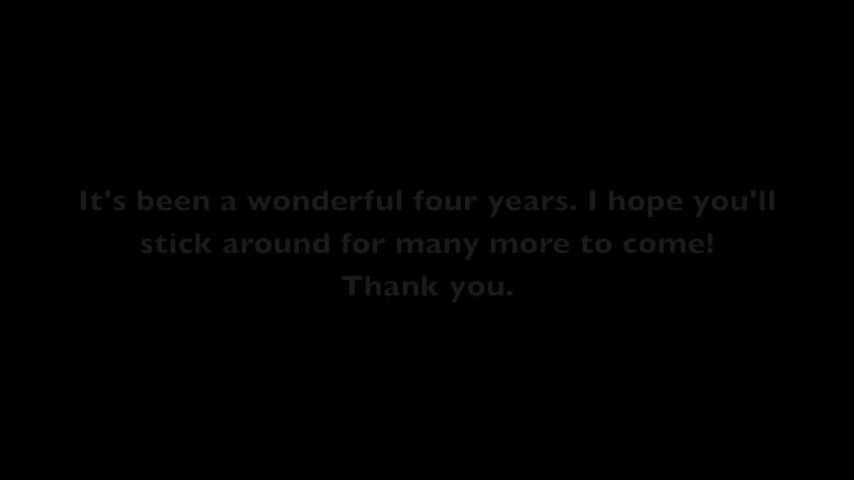 It's been a wonderful four years. I hope you'll
stick around for many more to come!
Thank you.